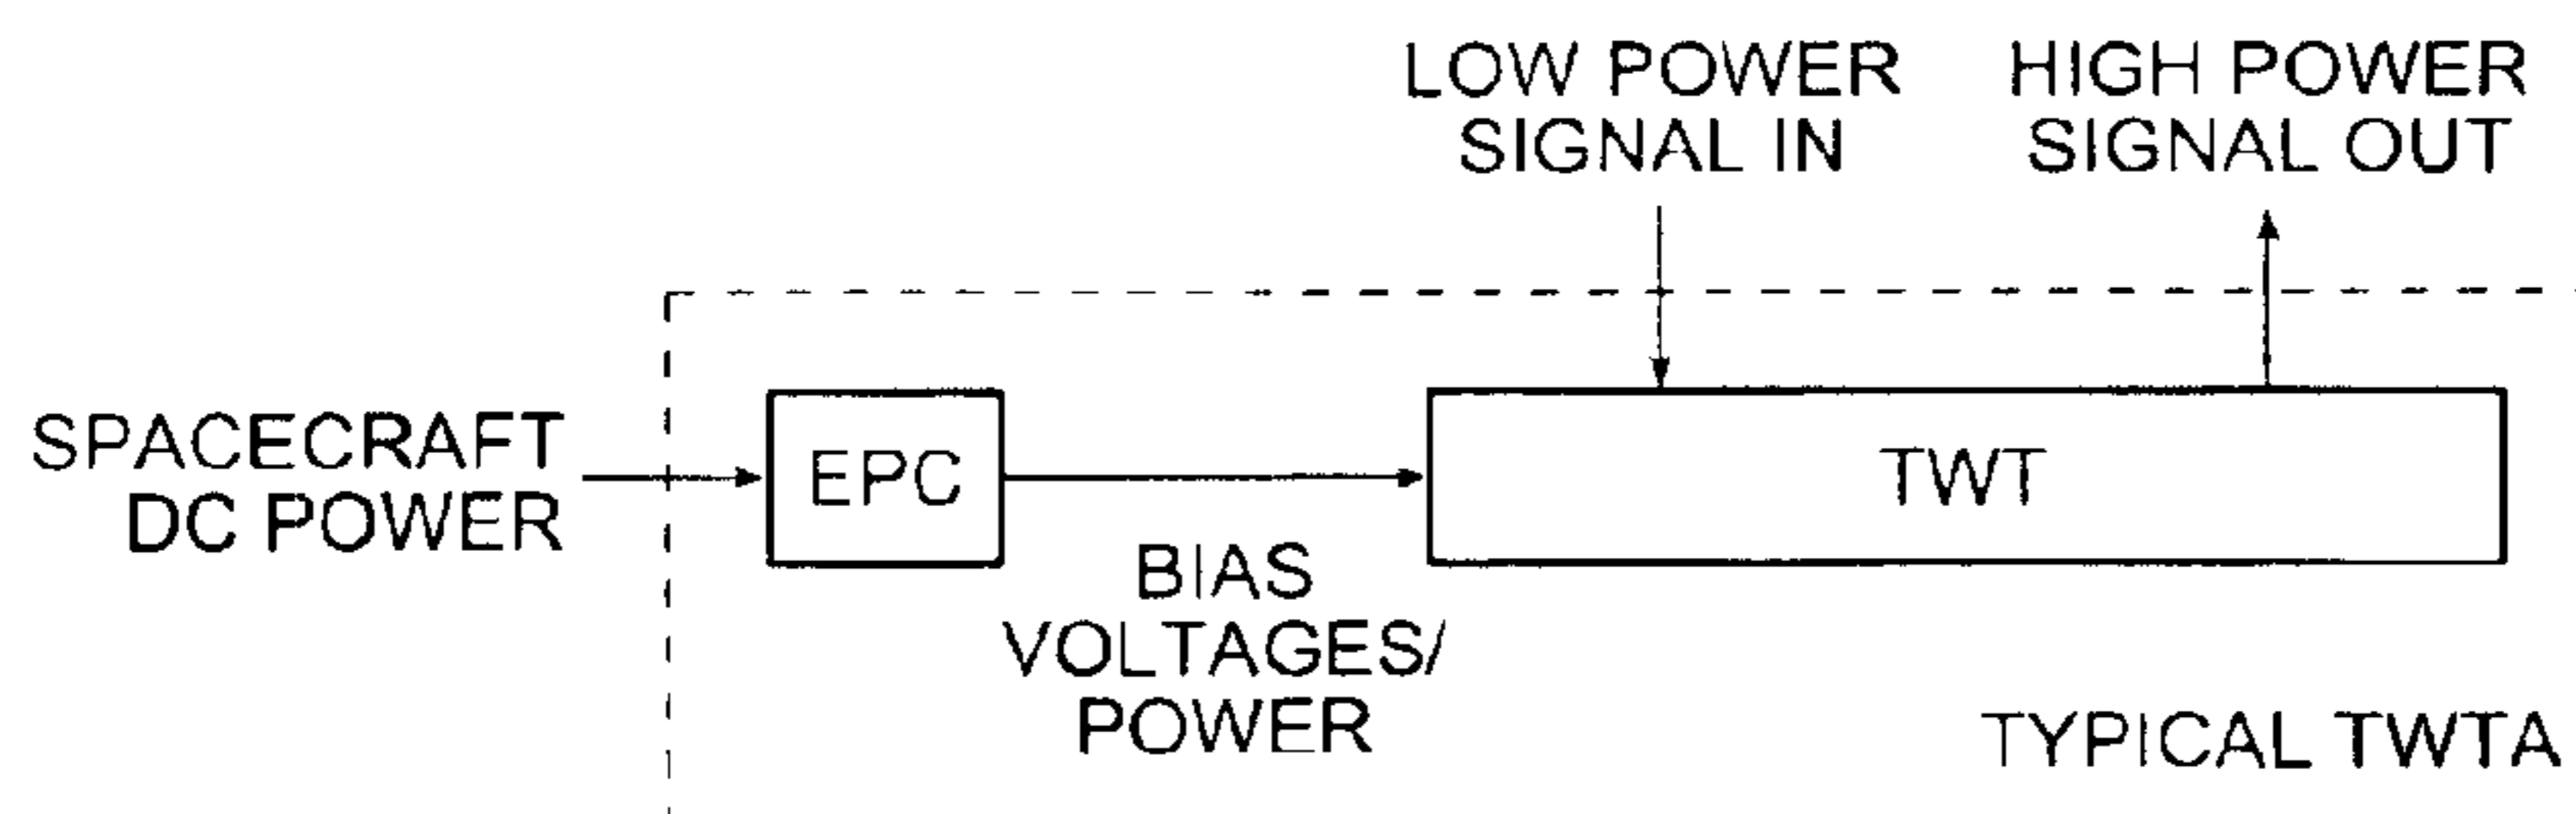 LOW POWER
SIGNAL IN
HIGH POWER
SIGNAL OUT
SPACECRAFT
DC POWER
EPC
TWT
BIAS
VOLTAGES/
POWER
TYPICAL TWTA